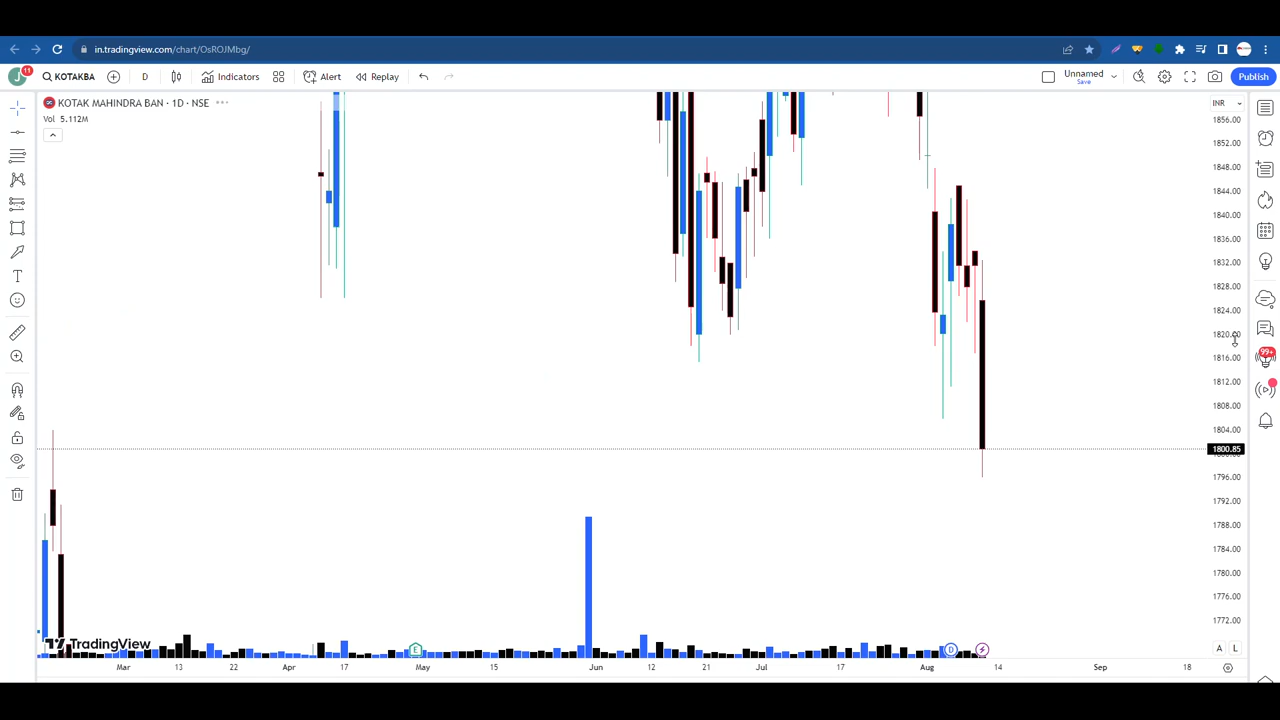 in.tradingview.com/chart/OsROJMbg/
J 11 KOTAKBA D Indicators Alert Replay Unnamed Save Publish
KOTAK MAHINDRA BAN · 1D · NSE
Vol 5.112M
INR
1856.00
1852.00
1848.00
1844.00
1840.00
1836.00
1832.00
1828.00
1824.00
1820.00
1816.00
1812.00
1808.00
1804.00
1800.85
1796.00
1792.00
1788.00
1784.00
1780.00
1776.00
1772.00
99+
TradingView
E D
A L
Mar 13 22 Apr 17 May 15 Jun 12 21 Jul 17 Aug 14 Sep 18